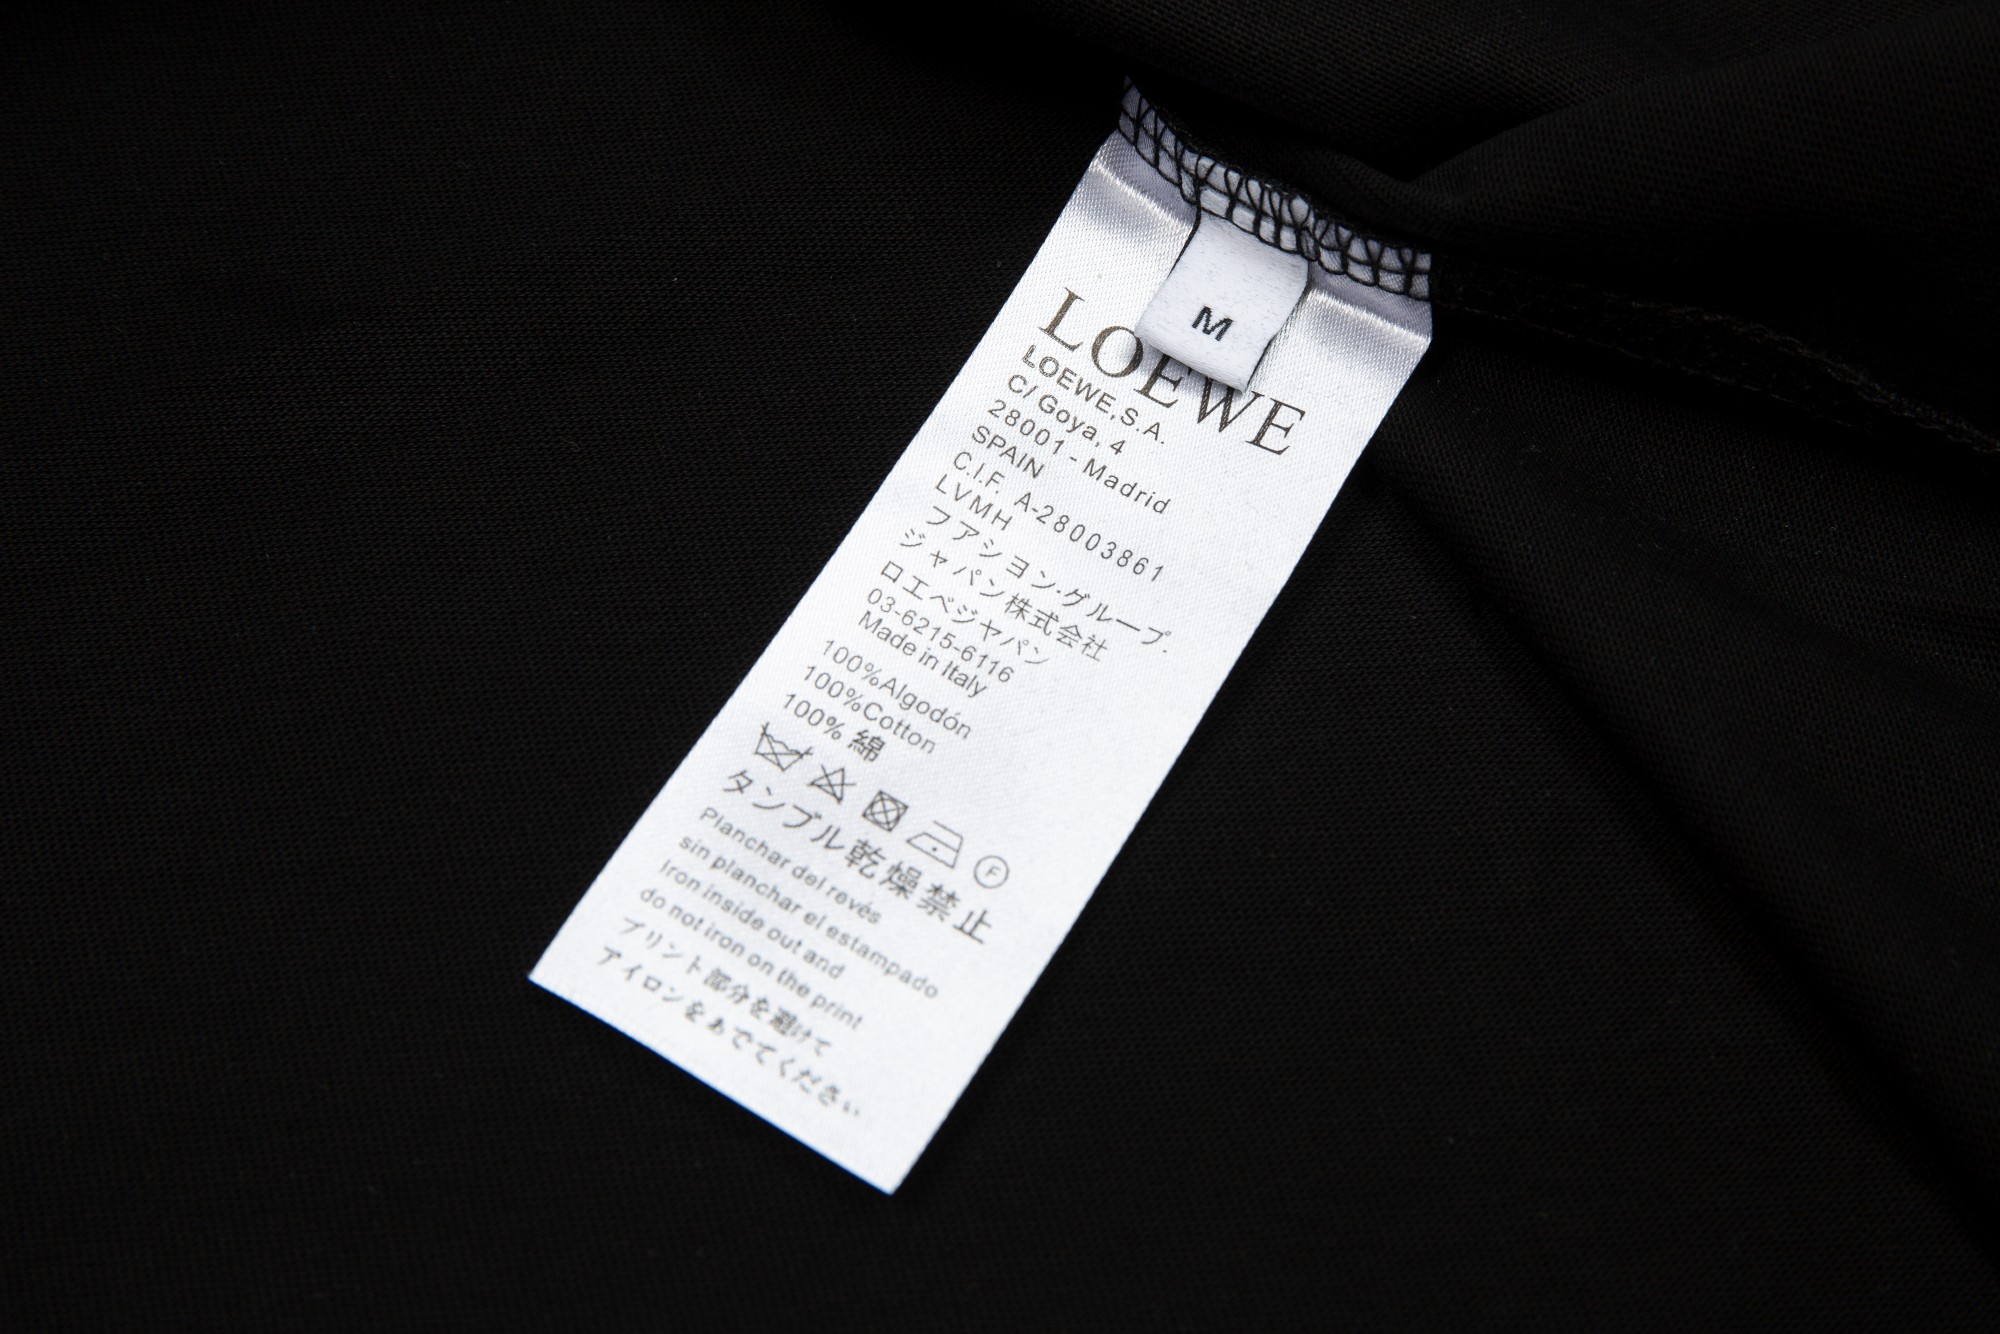 M
LOEWE
LOEWE,S.A.
C/ Goya, 4
28001 - Madrid
SPAIN
C.I.F. A-28003861
LVMH
フアシヨン·グループ.
ジャパン株式会社
ロエベジヤパン
03-6215-6116
Made in Italy
100%Algodón
100%Cotton
100% 綿
F
タンブル乾燥禁止
Planchar del revés
sin planchar el estampado
Iron inside out and
do not iron on the print
プリント部分を避けて
アイロンをあでてください